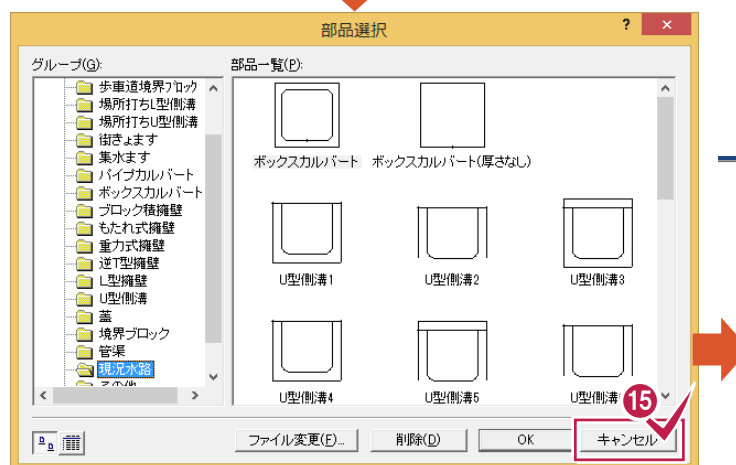 部品選択
? ×
グループ(G):
部品一覧(P):
歩車道境界ブロック
場所打ちL型側溝
場所打ちU型側溝
街きょます
集水ます
パイプカルバート
ボックスカルバート
ブロック積擁壁
もたれ式擁壁
重力式擁壁
逆T型擁壁
L型擁壁
U型側溝
蓋
境界ブロック
管渠
現況水路
その他
ボックスカルバート
ボックスカルバート(厚さなし)
U型側溝1
U型側溝2
U型側溝3
U型側溝4
U型側溝5
U型側溝
15
ファイル変更(F)...
削除(D)
OK
キャンセル